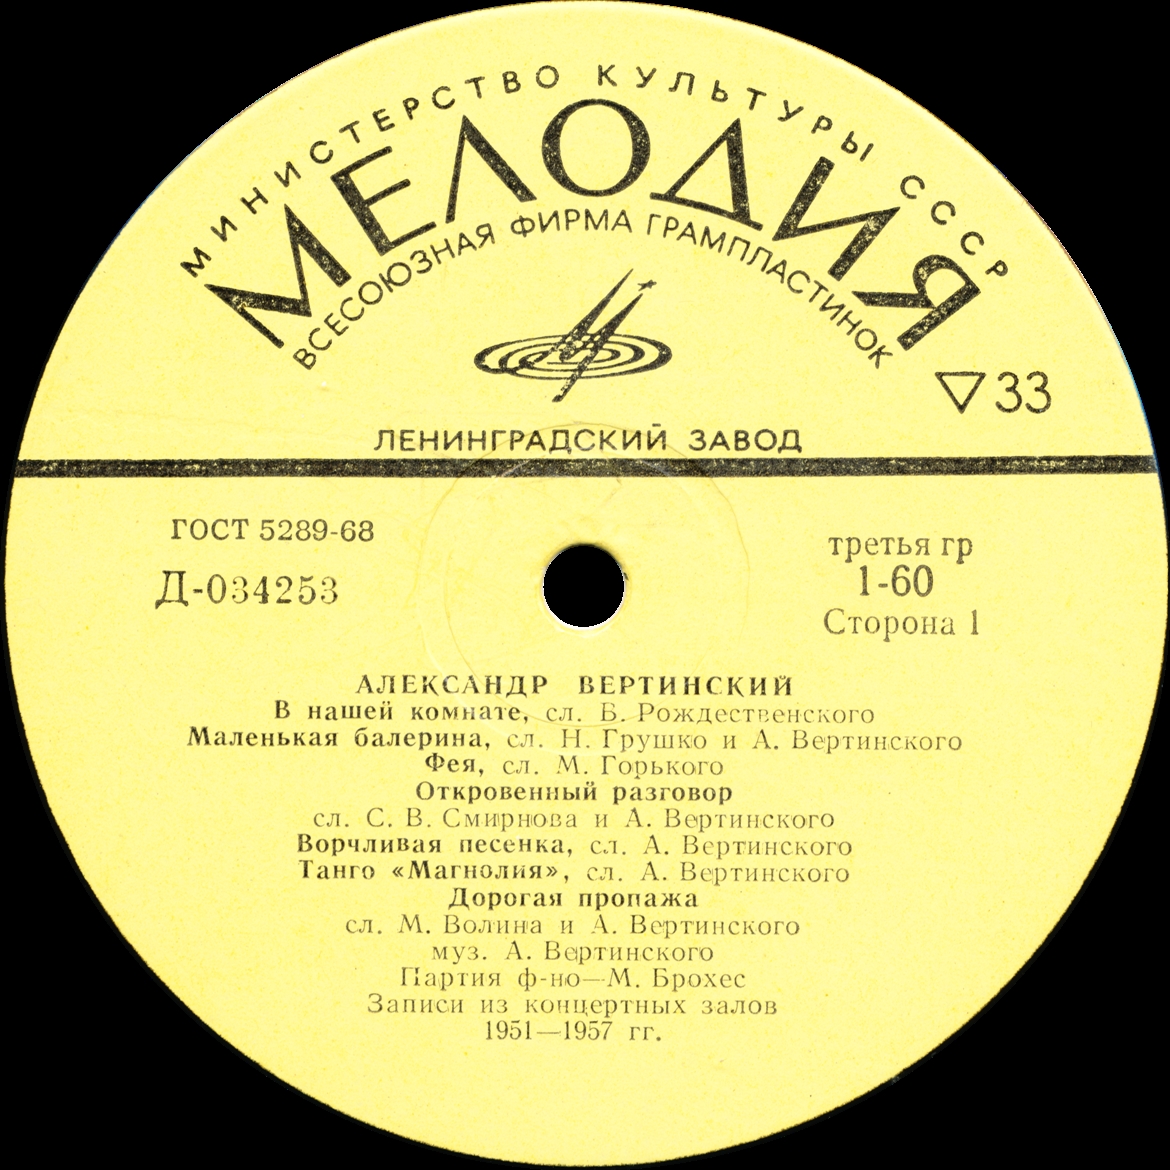 МИНИСТЕРСТВО КУЛЬТУРЫ СССР
МЕЛОДИЯ
ВСЕСОЮЗНАЯ ФИРМА ГРАМПЛАСТИНОК
33
ЛЕНИНГРАДСКИЙ ЗАВОД
ГОСТ 5289-68
Д-034253
третья гр
1-60
Сторона 1
АЛЕКСАНДР ВЕРТИНСКИЙ
В нашей комнате, сл. В. Рождественского
Маленькая балерина, сл. Н. Грушко и А. Вертинского
Фея, сл. М. Горького
Откровенный разговор
сл. С. В. Смирнова и А. Вертинского
Ворчливая песенка, сл. А. Вертинского
Танго «Магнолия», сл. А. Вертинского
Дорогая пропажа
сл. М. Волина и А. Вертинского
муз. А. Вертинского
Партия ф-но—М. Брохес
Записи из концертных залов
1951—1957 гг.